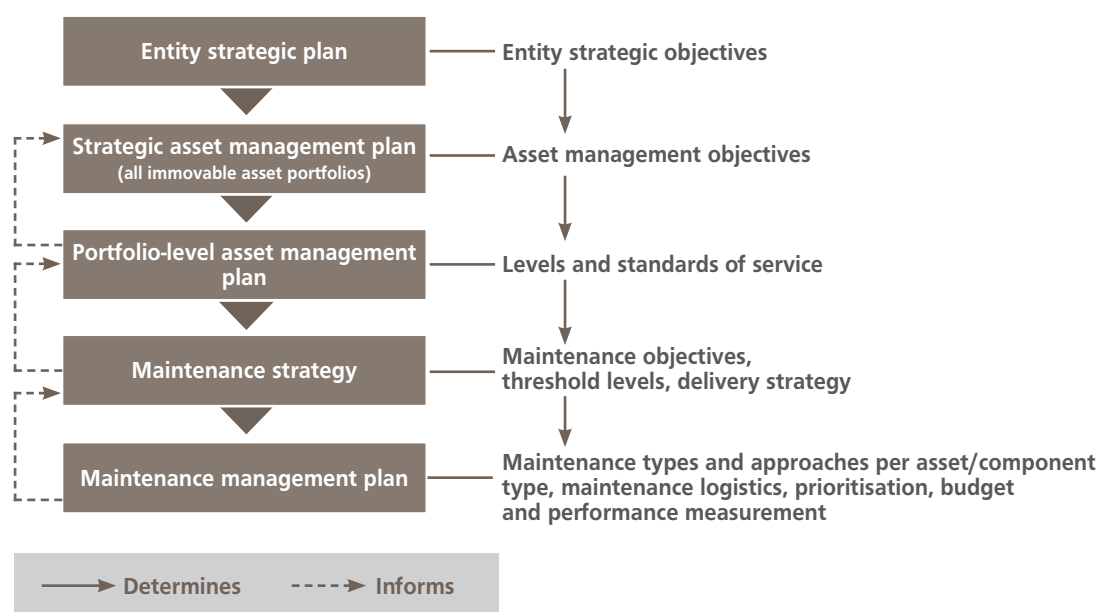 Entity strategic plan
Entity strategic objectives
Strategic asset management plan
(all immovable asset portfolios)
Asset management objectives
Portfolio-level asset management
plan
Levels and standards of service
Maintenance strategy
Maintenance objectives,
threshold levels, delivery strategy
Maintenance management plan
Maintenance types and approaches per asset/component
type, maintenance logistics, prioritisation, budget
and performance measurement
Determines
Informs